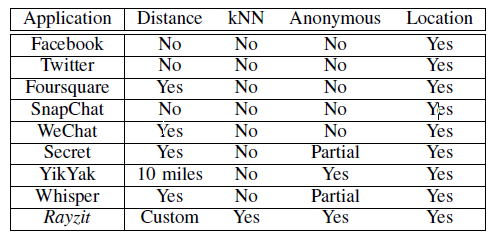 Application Distance kNN Anonymous Location
Facebook No No No Yes
Twitter No No No Yes
Foursquare Yes No No Yes
SnapChat No No No Yes
WeChat Yes No No Yes
Secret Yes No Partial Yes
YikYak 10 miles No Yes Yes
Whisper Yes No Partial Yes
Rayzit Custom Yes Yes Yes